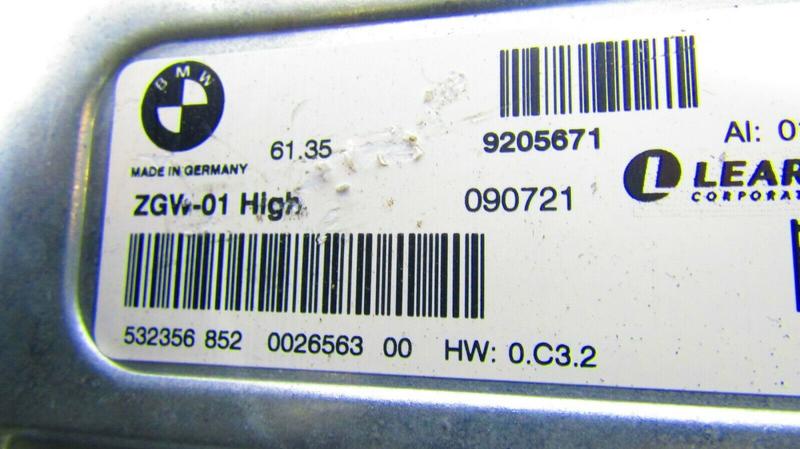 BMW
61.35
9205671
AI: 0
MADE IN GERMANY
LEAR
CORPORAT
ZGW-01 High
090721
532356 852 0026563 00 HW: 0.C3.2